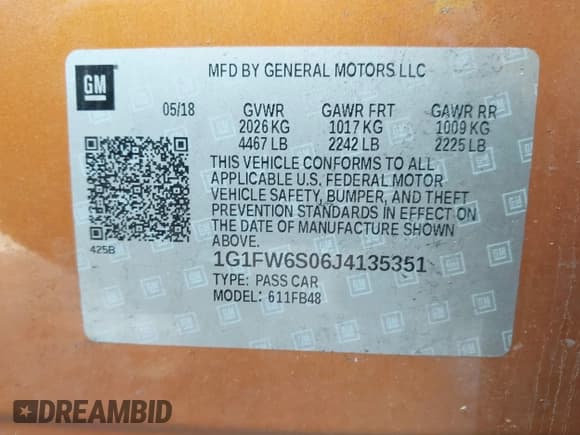 GM
MFD BY GENERAL MOTORS LLC
05/18 GVWR GAWR FRT GAWR RR
2026 KG 1017 KG 1009 KG
4467 LB 2242 LB 2225 LB
THIS VEHICLE CONFORMS TO ALL
APPLICABLE U.S. FEDERAL MOTOR
VEHICLE SAFETY, BUMPER, AND THEFT
PREVENTION STANDARDS IN EFFECT ON
THE DATE OF MANUFACTURE SHOWN
ABOVE.
425B
1G1FW6S06J4135351
TYPE: PASS CAR
MODEL: 611FB48
DREAMBID